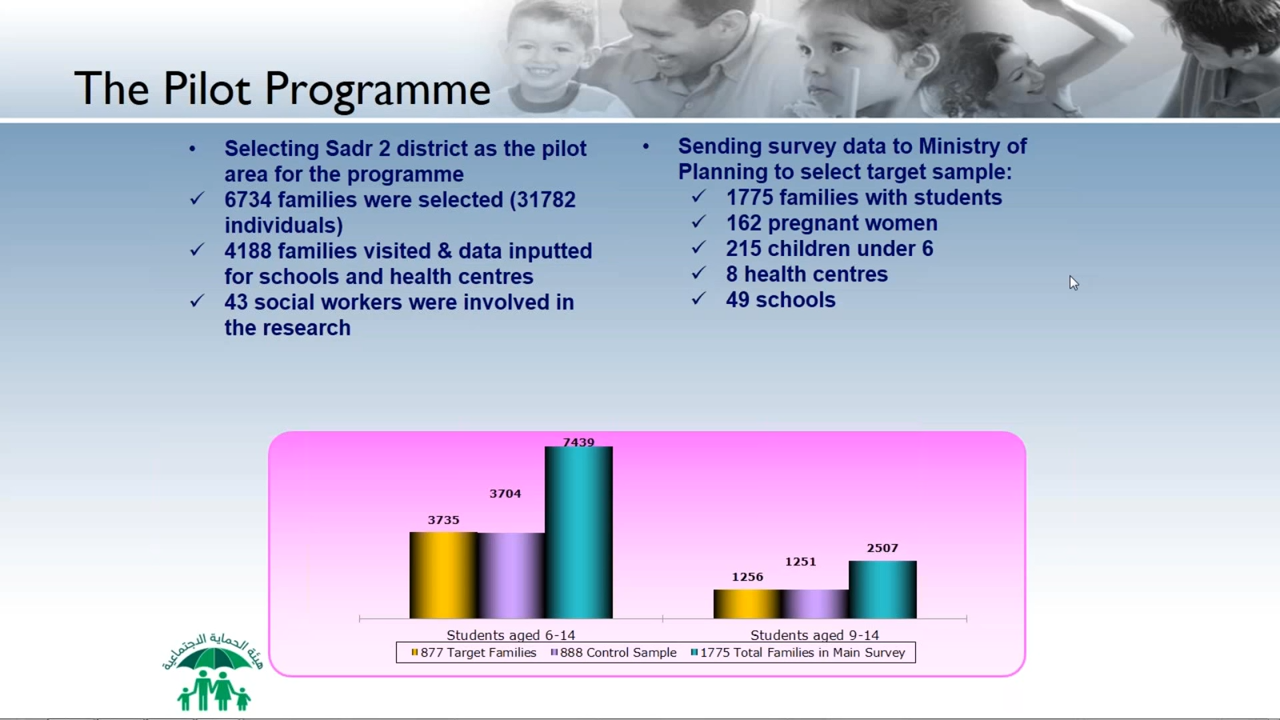 The Pilot Programme
• Selecting Sadr 2 district as the pilot
area for the programme
✓ 6734 families were selected (31782
individuals)
✓ 4188 families visited & data inputted
for schools and health centres
✓ 43 social workers were involved in
the research
• Sending survey data to Ministry of
Planning to select target sample:
✓ 1775 families with students
✓ 162 pregnant women
✓ 215 children under 6
✓ 8 health centres
✓ 49 schools
7439
3704
3735
2507
1251
1256
Students aged 6-14
Students aged 9-14
877 Target Families 888 Control Sample 1775 Total Families in Main Survey
هيئة الحماية الاجتماعية